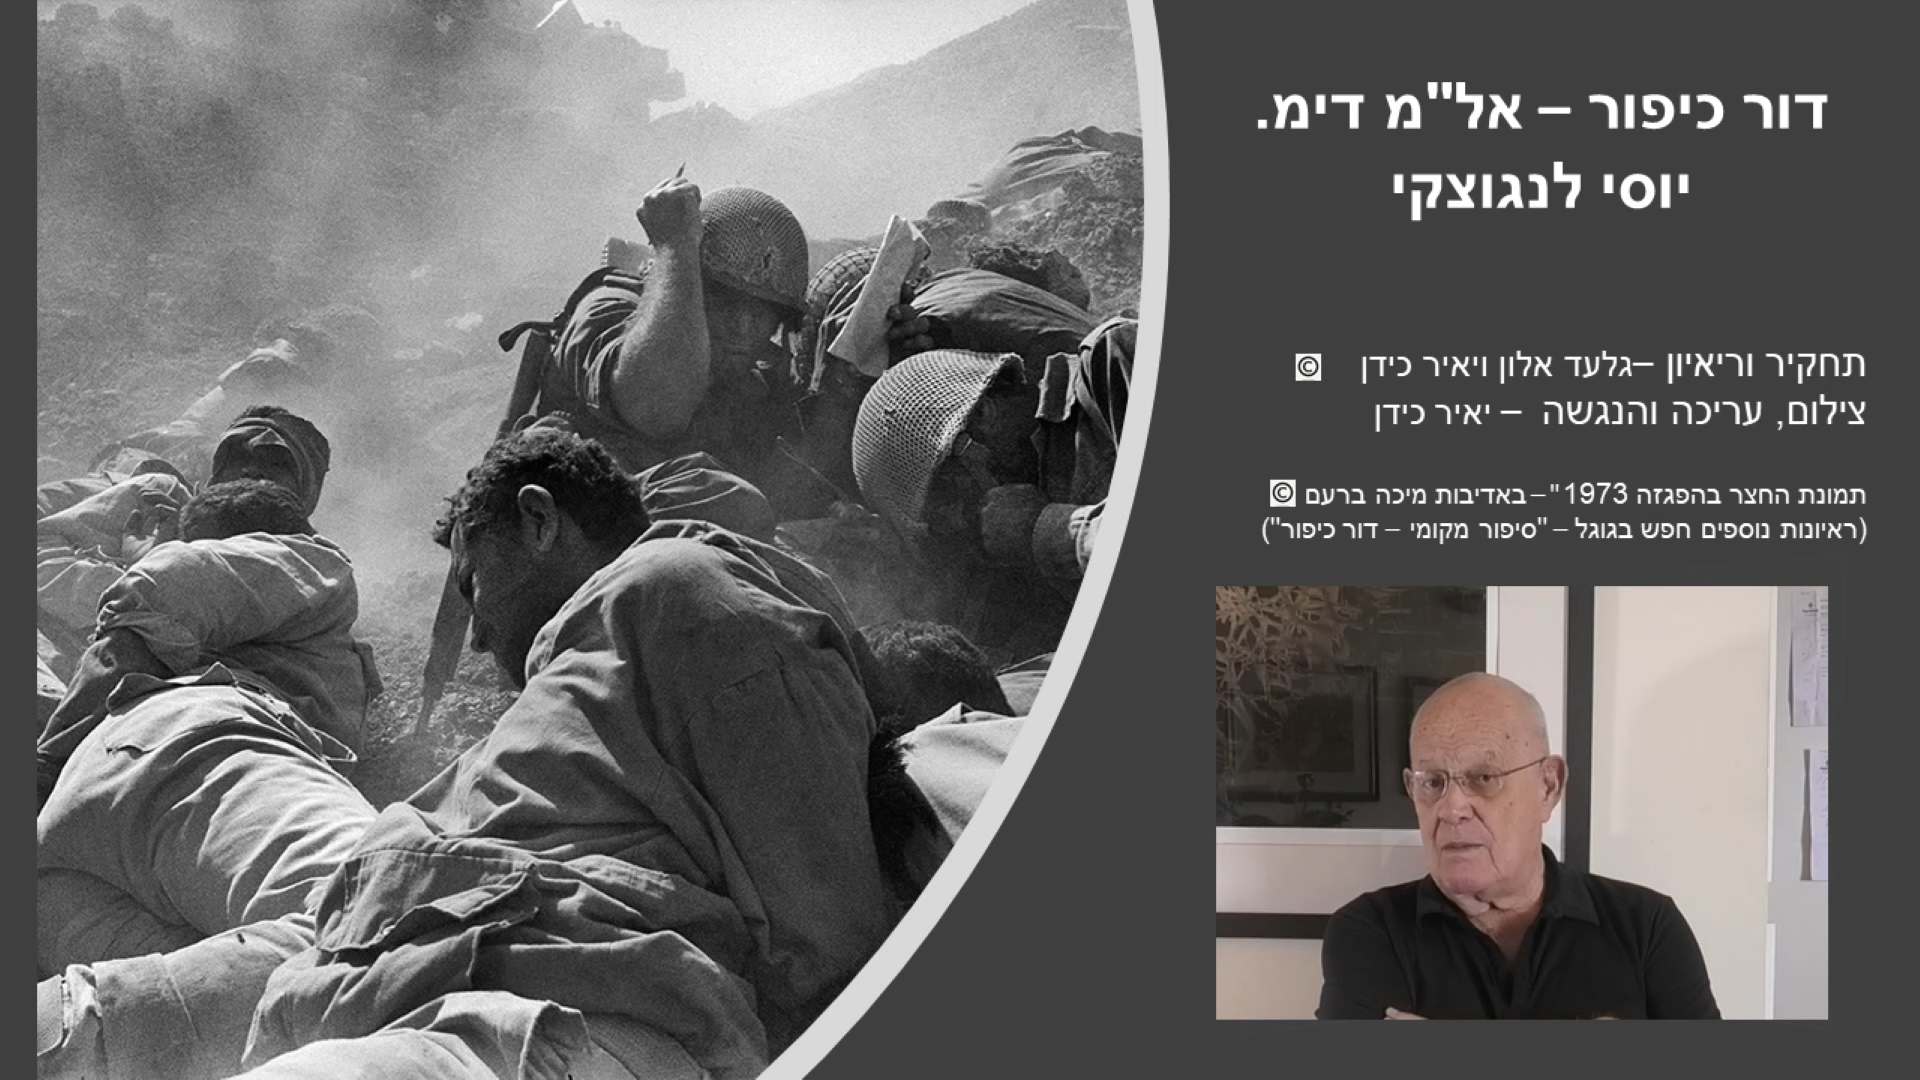 דור כיפור – אל"מ דימ.
יוסי לנגוצקי
תחקיר וריאיון –גלעד אלון ויאיר כידן ©
צילום, עריכה והנגשה – יאיר כידן
תמונת החצר בהפגזה 1973"–באדיבות מיכה ברעם ©
(ראיונות נוספים חפש בגוגל – "סיפור מקומי – דור כיפור")